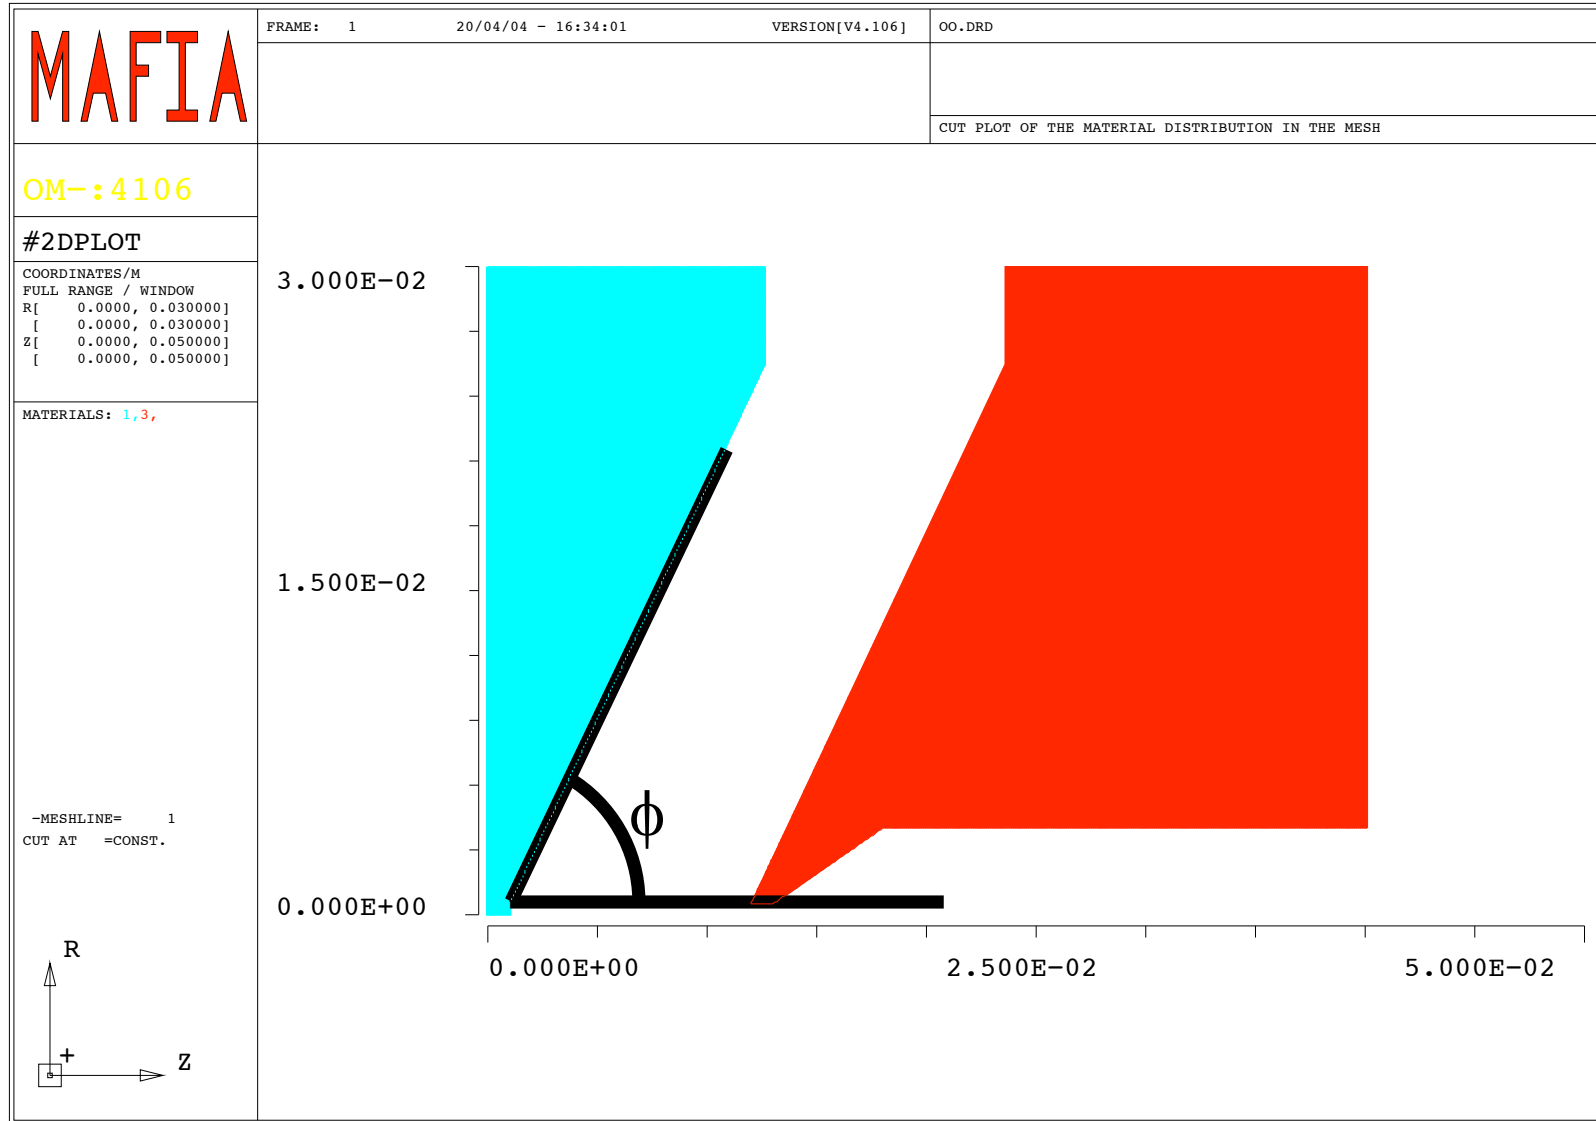 MAFIA
FRAME: 1 20/04/04 - 16:34:01 VERSION[V4.106] OO.DRD
CUT PLOT OF THE MATERIAL DISTRIBUTION IN THE MESH
OM-:4106
#2DPLOT
COORDINATES/M
FULL RANGE / WINDOW
R[ 0.0000, 0.030000]
[ 0.0000, 0.030000]
Z[ 0.0000, 0.050000]
[ 0.0000, 0.050000]
MATERIALS: 1,3,
-MESHLINE= 1
CUT AT =CONST.
R
+
Z
3.000E-02
1.500E-02
0.000E+00
ϕ
0.000E+00 2.500E-02 5.000E-02